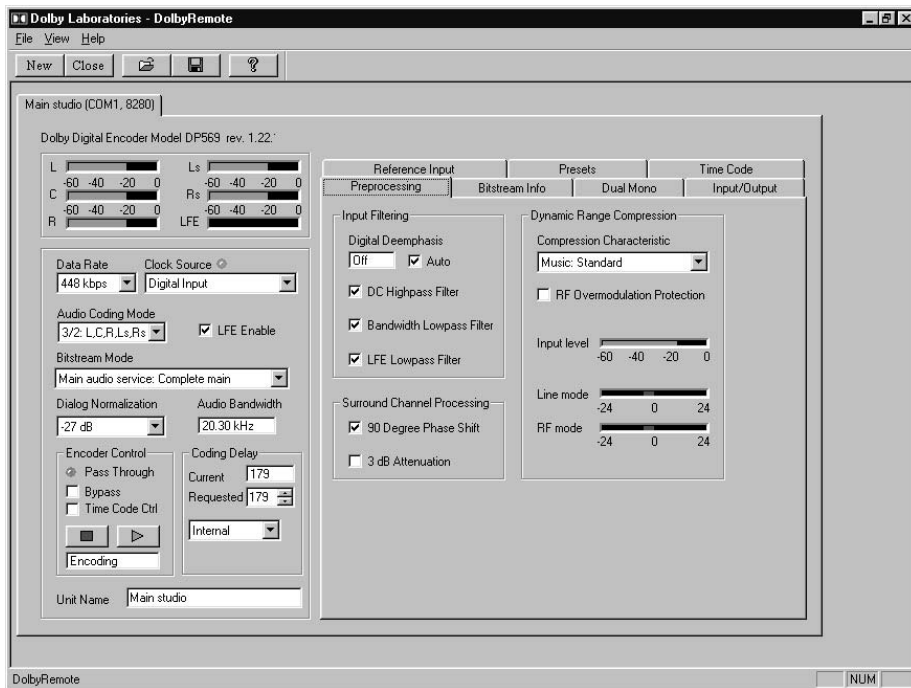 Dolby Laboratories - DolbyRemote
File View Help
New Close ?
Main studio (COM1, 8280)
Dolby Digital Encoder Model DP569 rev. 1.22.
L Ls
-60 -40 -20 0 -60 -40 -20 0
C Rs
-60 -40 -20 0 -60 -40 -20 0
R LFE
Data Rate Clock Source
448 kbps Digital Input
Audio Coding Mode
3/2: L,C,R,Ls,Rs LFE Enable
Bitstream Mode
Main audio service: Complete main
Dialog Normalization Audio Bandwidth
-27 dB 20.30 kHz
Encoder Control
Pass Through
Bypass
Time Code Ctrl
Encoding
Coding Delay
Current 179
Requested 179
Internal
Unit Name Main studio
Reference Input Presets Time Code
Preprocessing Bitstream Info Dual Mono Input/Output
Input Filtering
Digital Deemphasis
Off Auto
DC Highpass Filter
Bandwidth Lowpass Filter
LFE Lowpass Filter
Surround Channel Processing
90 Degree Phase Shift
3 dB Attenuation
Dynamic Range Compression
Compression Characteristic
Music: Standard
RF Overmodulation Protection
Input level
-60 -40 -20 0
Line mode
-24 0 24
RF mode
-24 0 24
DolbyRemote NUM